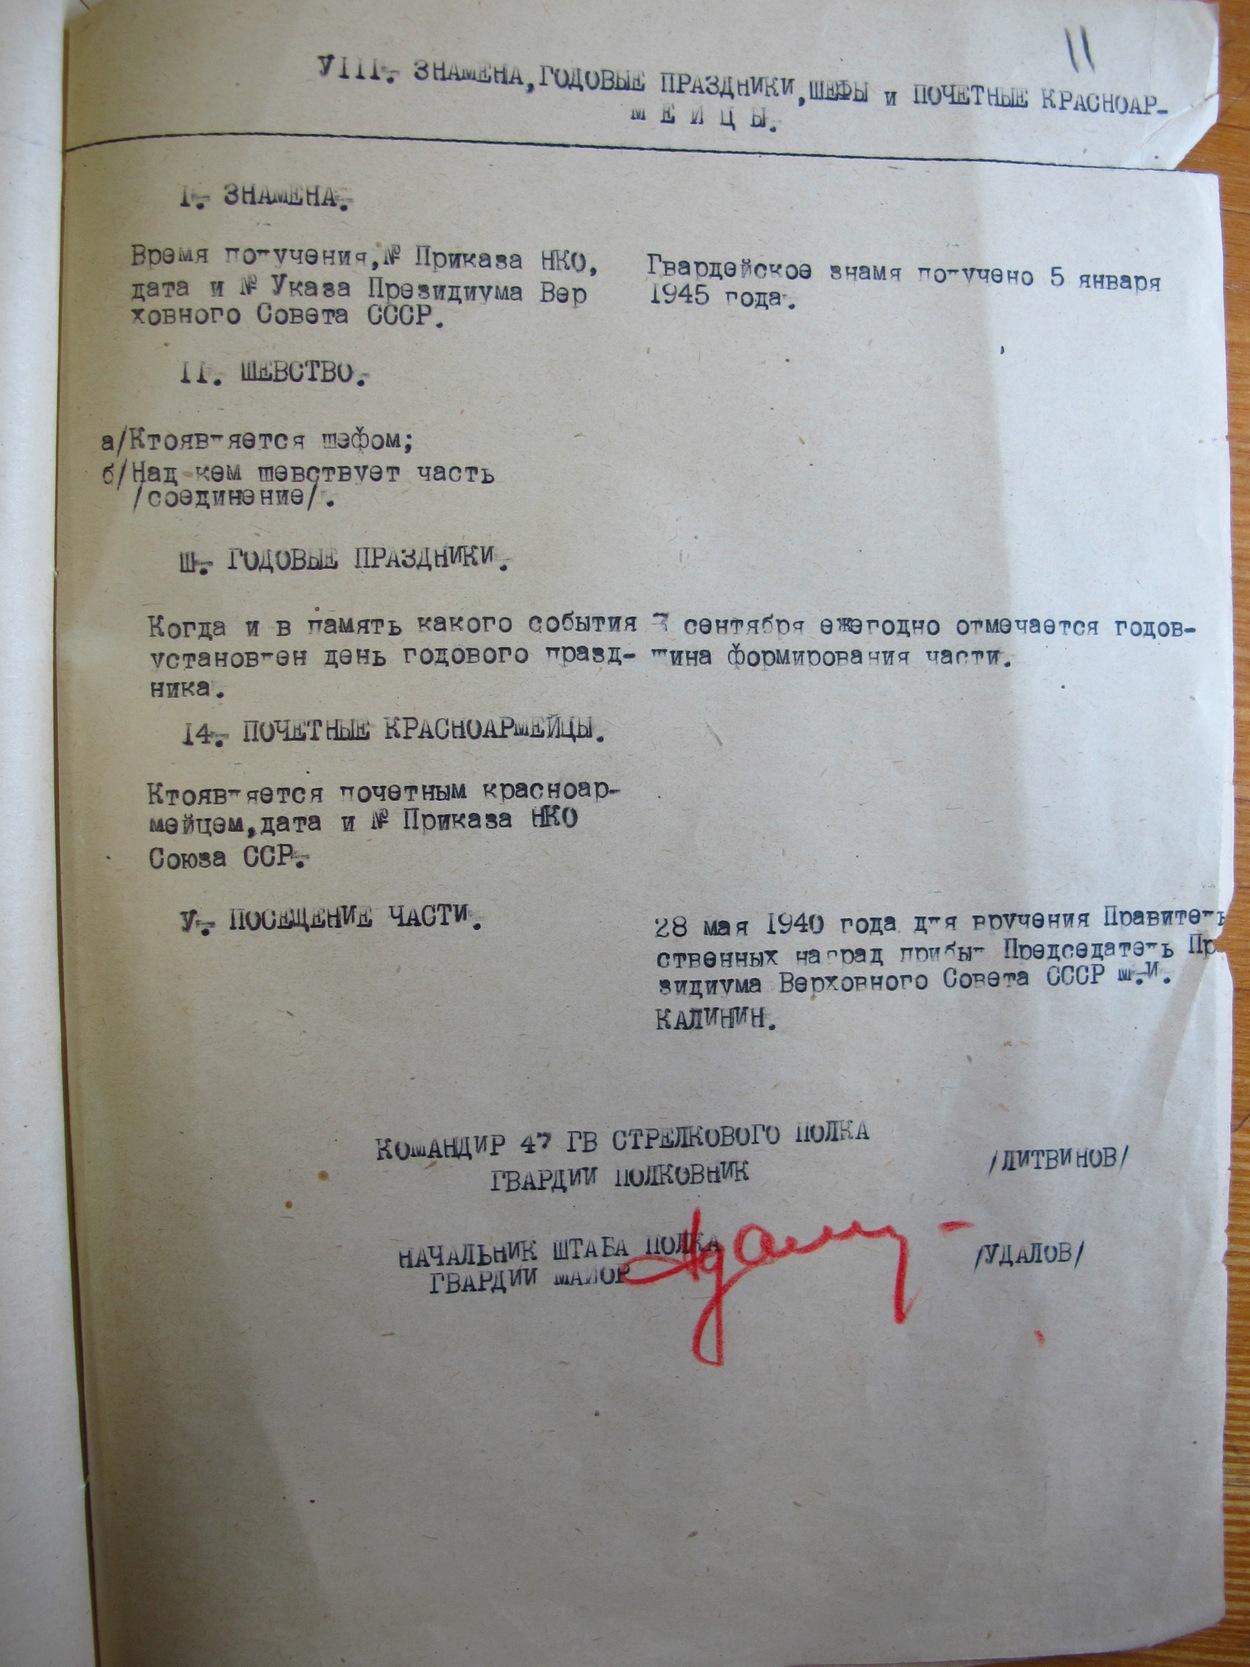 11
УIII. ЗНАМЕНА,ГОДОВЫЕ ПРАЗДНИКИ,ШЕФЫ и ПОЧЕТНЫЕ КРАСНОАР-
М Е Й Ц Ы.
I. ЗНАМЕНА.
Время получения,№ Приказа НКО,
дата и № Указа Президиума Вер
ховного Совета СССР.
Гвардейское знамя получено 5 января
1945 года.
II. ШЕВСТВО.
а/Ктоявляется шефом;
б/Над кем шевствует часть
/соединение/.
Ш. ГОДОВЫЕ ПРАЗДНИКИ.
Когда и в память какого события
установлен день годового празд-
ника.
7 сентября ежегодно отмечается годов-
щина формирования части.
I4. ПОЧЕТНЫЕ КРАСНОАРМЕЙЦЫ.
Ктоявляется почетным красноар-
мейцем,дата и № Приказа НКО
Союза ССР.
У. ПОСЕЩЕНИЕ ЧАСТИ.
28 мая 1940 года для вручения Правитель
ственных наград прибыл Председатель Пр
зидиума Верховного Совета СССР М.И.
КАЛИНИН.
КОМАНДИР 47 ГВ СТРЕЛКОВОГО ПОЛКА
ГВАРДИИ ПОЛКОВНИК
/ЛИТВИНОВ/
НАЧАЛЬНИК ШТАБА ПОЛКА
ГВАРДИИ МАЙОР
/УДАЛОВ/